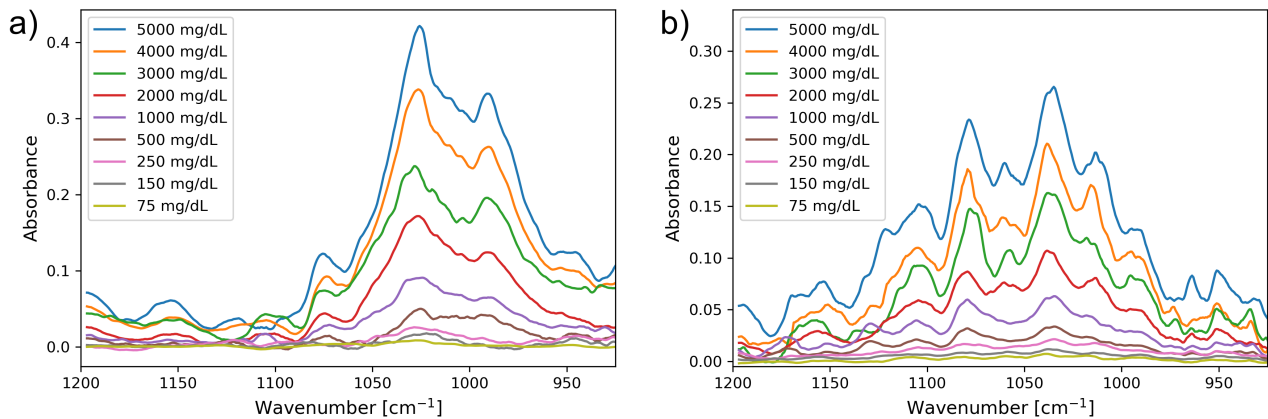 a)
0.4
0.3
0.2
0.1
0.0
Absorbance
5000 mg/dL
4000 mg/dL
3000 mg/dL
2000 mg/dL
1000 mg/dL
500 mg/dL
250 mg/dL
150 mg/dL
75 mg/dL
1200
1150
1100
1050
1000
950
Wavenumber [cm⁻¹]
b)
0.30
0.25
0.20
0.15
0.10
0.05
0.00
Absorbance
5000 mg/dL
4000 mg/dL
3000 mg/dL
2000 mg/dL
1000 mg/dL
500 mg/dL
250 mg/dL
150 mg/dL
75 mg/dL
1200
1150
1100
1050
1000
950
Wavenumber [cm⁻¹]